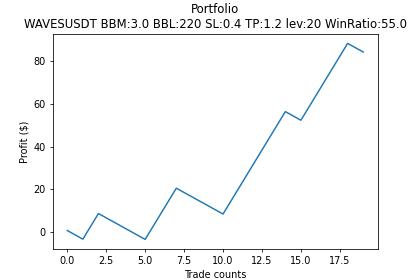 Portfolio
WAVESUSDT BBM:3.0 BBL:220 SL:0.4 TP:1.2 lev:20 WinRatio:55.0
80
60
40
20
0
Profit ($)
0.0 2.5 5.0 7.5 10.0 12.5 15.0 17.5
Trade counts